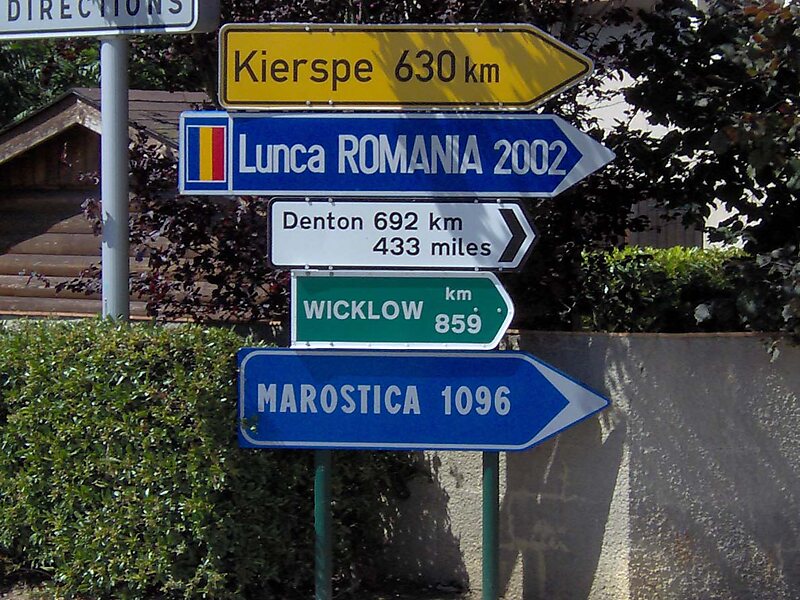 DIRECTIONS
Kierspe 630 km
Lunca ROMANIA 2002
Denton 692 km
433 miles
WICKLOW km
859
MAROSTICA 1096